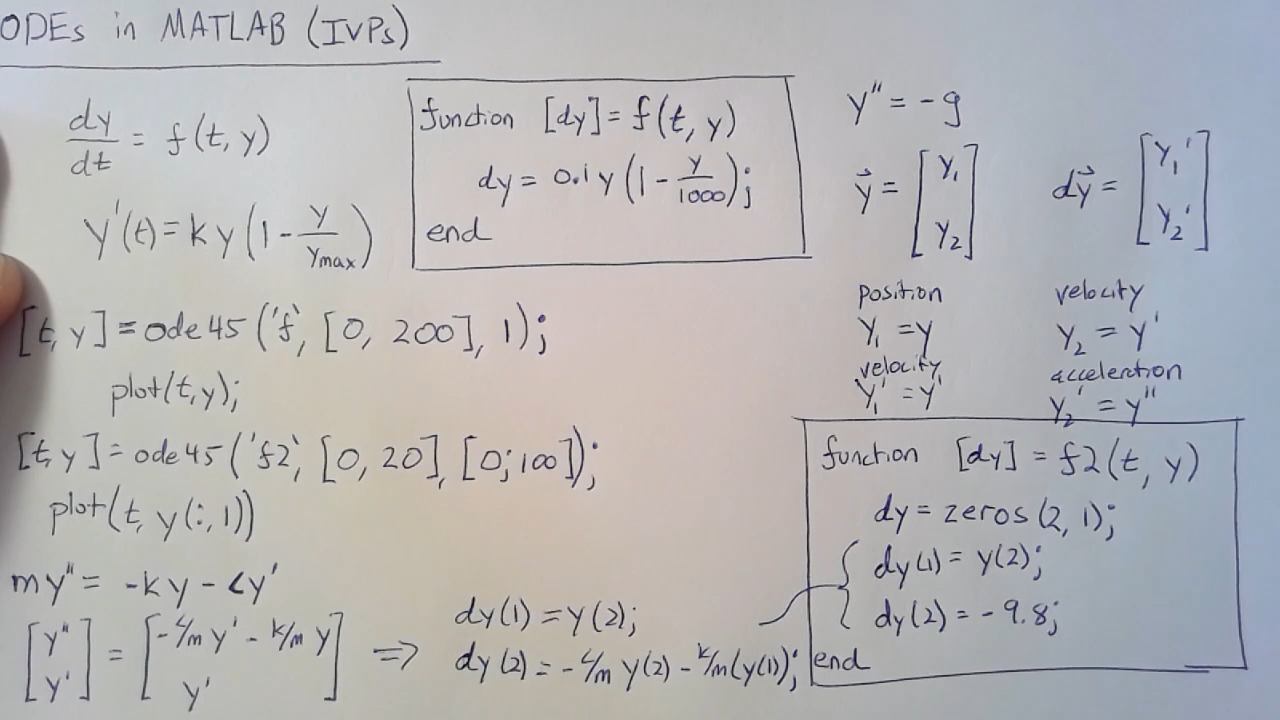 ODEs in MATLAB (IVPs)
dy/dt = f(t, y)
y'(t) = k y (1 - y/ymax)
function [dy] = f(t, y)
dy = 0.1 y (1 - y/1000);
end
y'' = -g
y⃗ = [y₁ y₂]
dy⃗ = [y₁' y₂']
position
y₁ = y
velocity
y₁' = y'
velocity
y₂ = y'
accelerction
y₂' = y''
[t, y] = ode45('f', [0, 200], 1);
plot(t, y);
[t, y] = ode45('f2', [0, 20], [0; 100]);
plot(t, y(:, 1))
function [dy] = f2(t, y)
dy = zeros(2, 1);
dy(1) = y(2);
dy(2) = -9.8;
end
my'' = -ky - cy'
[y'' y'] = [-c/m y' - k/m y y'] ⇒
dy(1) = y(2);
dy(2) = -c/m y(2) - k/m (y(1);